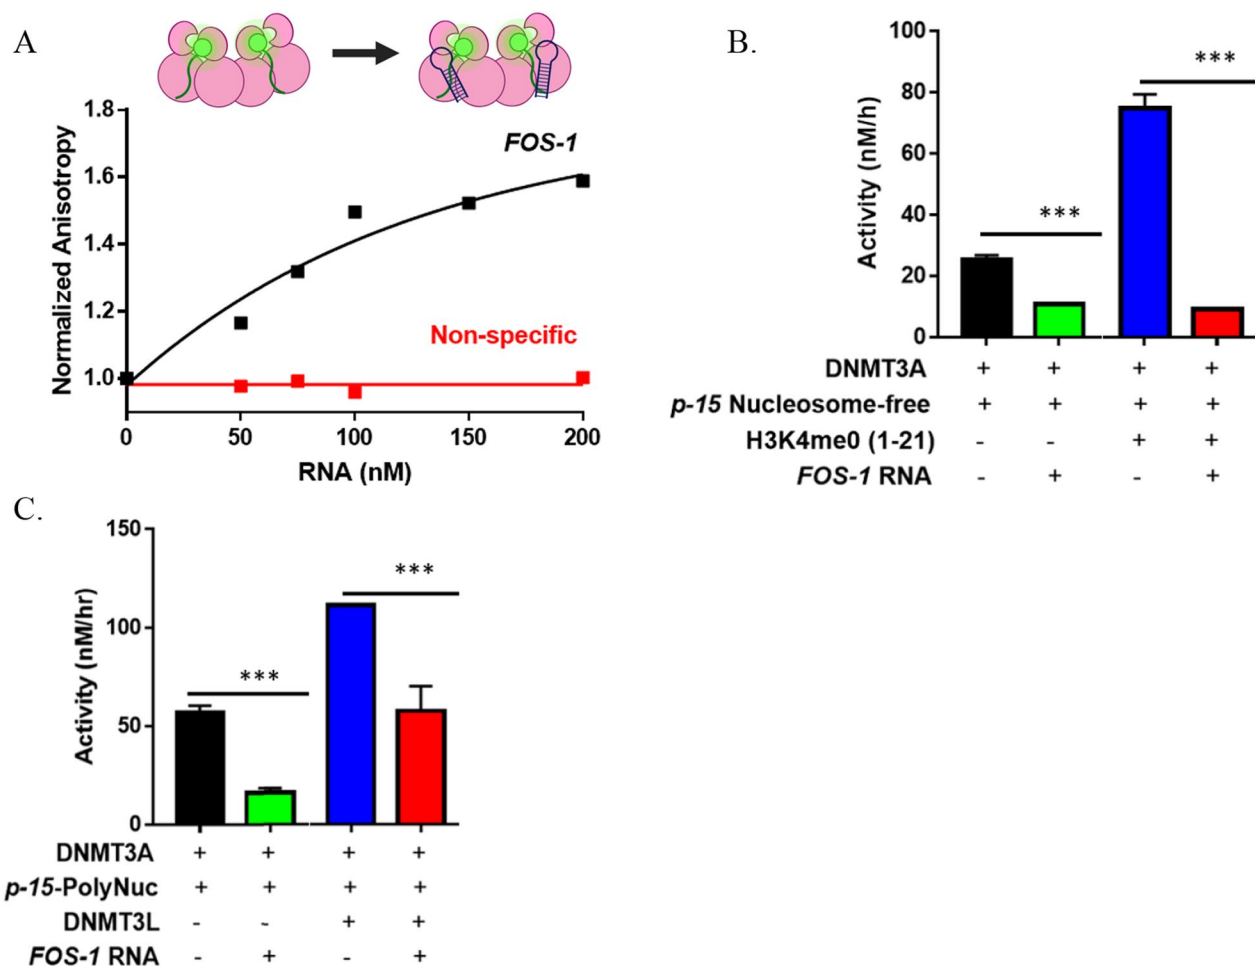 A
1.8
1.6
1.4
1.2
1.0
Normalized Anisotropy
FOS-1
Non-specific
0 50 100 150 200
RNA (nM)
B.
100
80
60
40
20
0
Activity (nM/h)
***
***
DNMT3A + + + +
p-15 Nucleosome-free + + + +
H3K4me0 (1-21) - - + +
FOS-1 RNA - + - +
C.
150
100
50
0
Activity (nM/hr)
***
***
DNMT3A + + + +
p-15-PolyNuc + + + +
DNMT3L - - + +
FOS-1 RNA - + - +